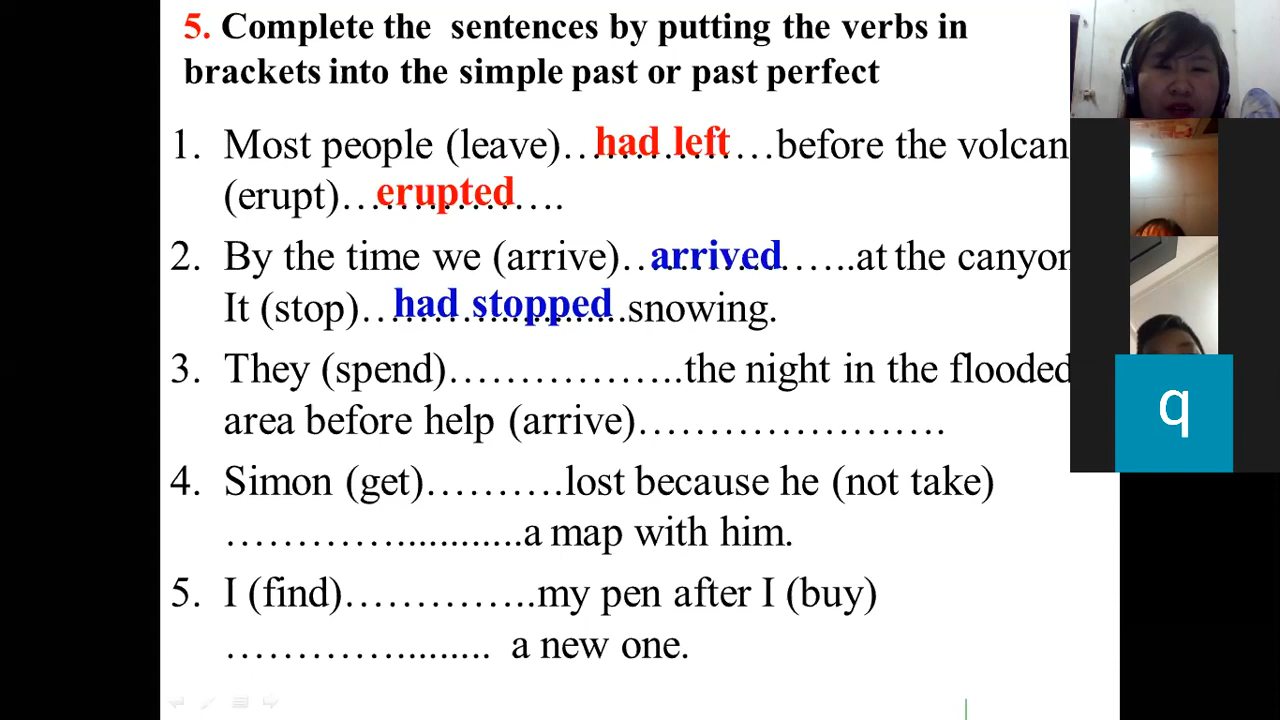 5. Complete the sentences by putting the verbs in
brackets into the simple past or past perfect
1. Most people (leave)…had left…before the volcan
(erupt)…erupted….
2. By the time we (arrive)…arrived…..at the canyon
It (stop)…had stopped….snowing.
3. They (spend)……………..the night in the flooded
area before help (arrive)………………….
4. Simon (get)……….lost because he (not take)
…………...........a map with him.
5. I (find)…………..my pen after I (buy)
…………......... a new one.
q